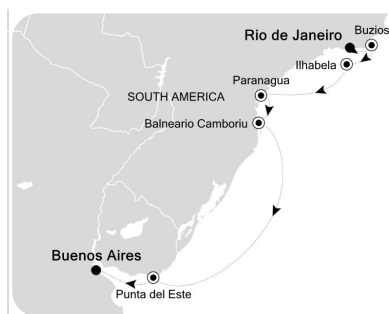 Rio de Janeiro
Buzios
Ilhabela
Paranagua
SOUTH AMERICA
Balneario Camboriu
Buenos Aires
Punta del Este